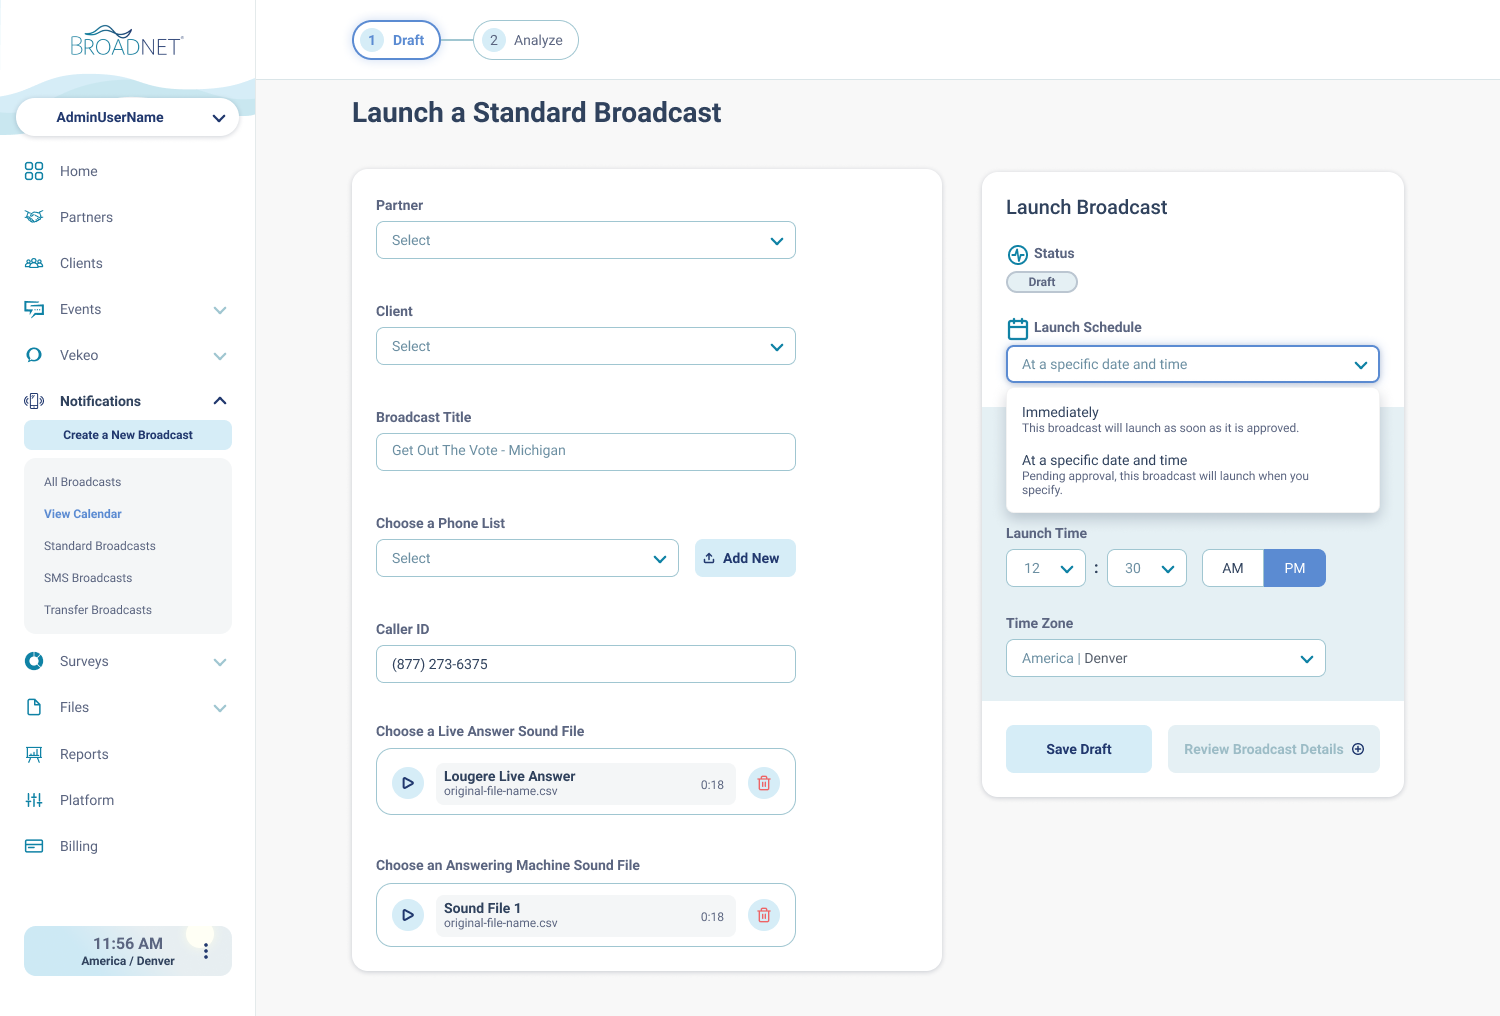 BROADNET
AdminUserName
Home
Partners
Clients
Events
Vekeo
Notifications
Create a New Broadcast
All Broadcasts
View Calendar
Standard Broadcasts
SMS Broadcasts
Transfer Broadcasts
Surveys
Files
Reports
Platform
Billing
11:56 AM
America / Denver
1 Draft
2 Analyze
Launch a Standard Broadcast
Partner
Select
Client
Select
Broadcast Title
Get Out The Vote - Michigan
Choose a Phone List
Select
Add New
Caller ID
(877) 273-6375
Choose a Live Answer Sound File
Lougere Live Answer
original-file-name.csv
0:18
Choose an Answering Machine Sound File
Sound File 1
original-file-name.csv
0:18
Launch Broadcast
Status
Draft
Launch Schedule
At a specific date and time
Immediately
This broadcast will launch as soon as it is approved.
At a specific date and time
Pending approval, this broadcast will launch when you
specify.
Launch Time
12 : 30 AM PM
Time Zone
America | Denver
Save Draft
Review Broadcast Details